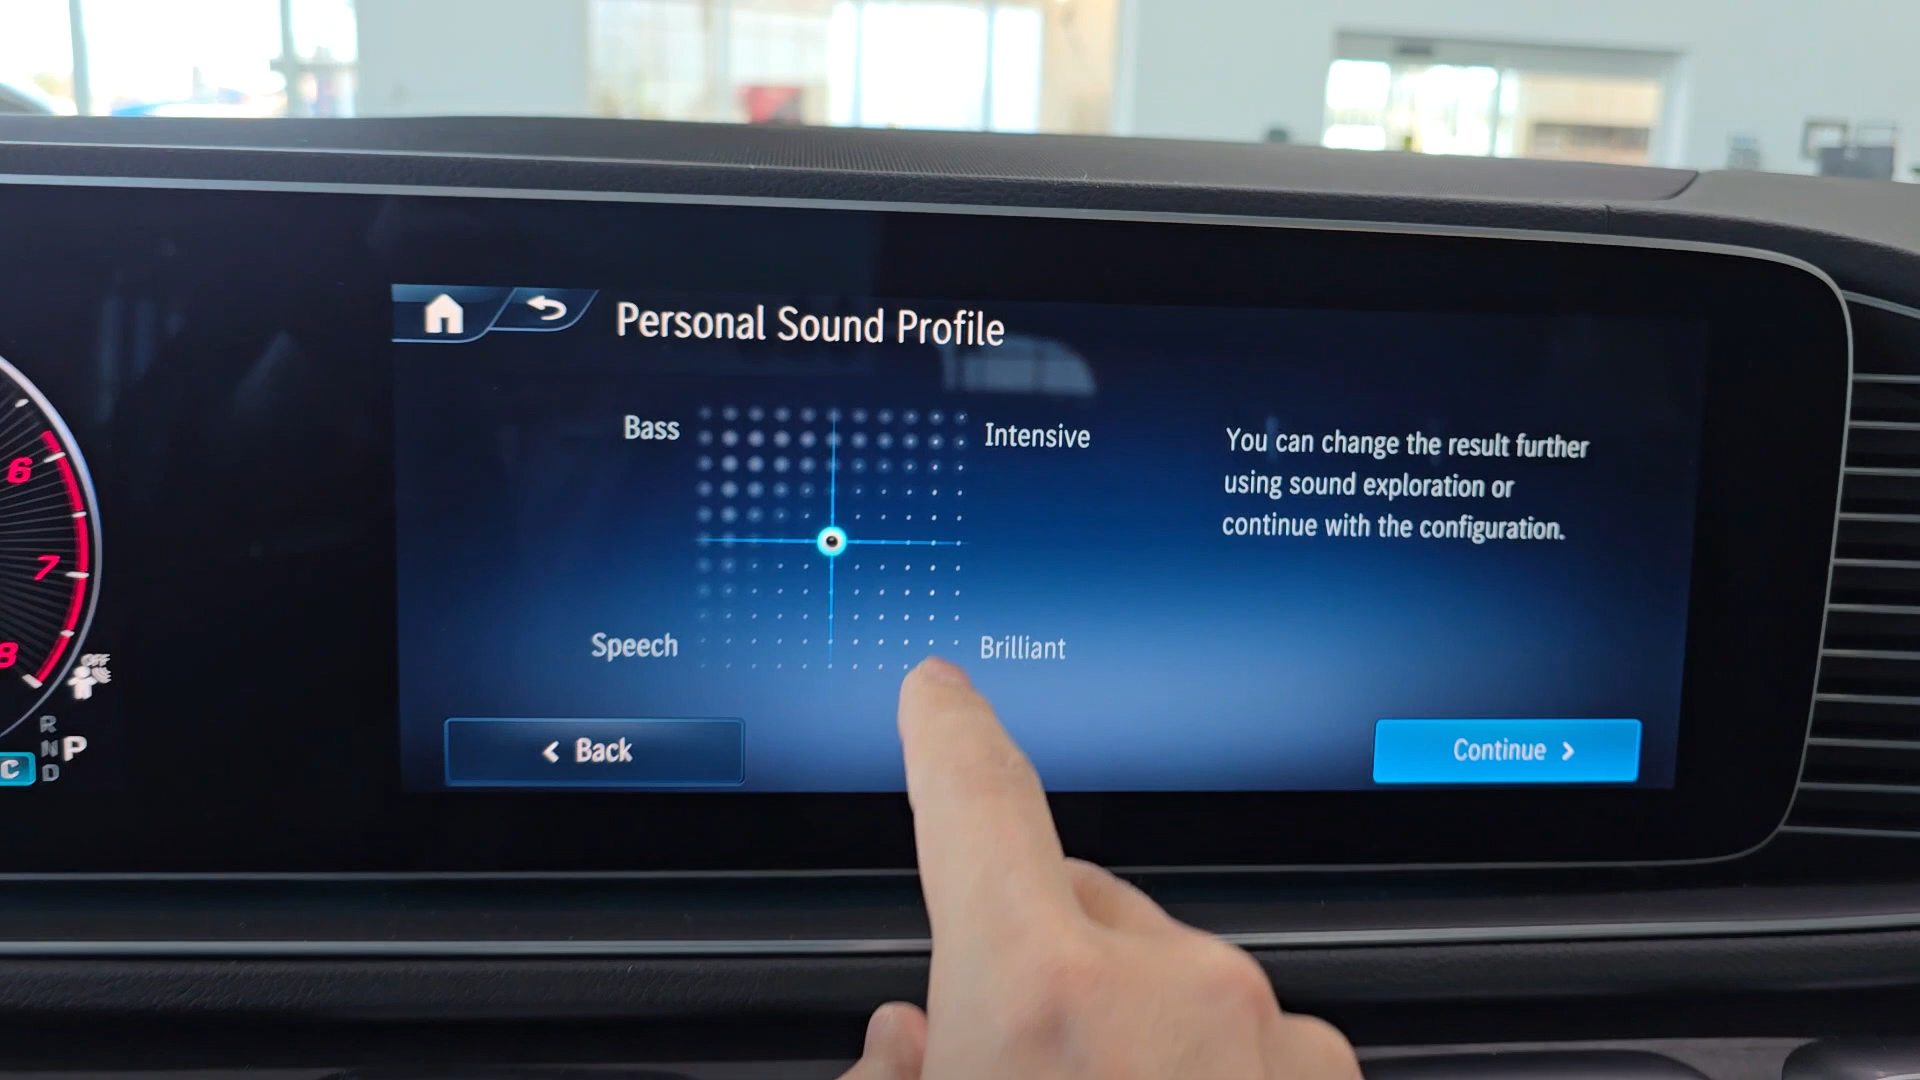 Personal Sound Profile
Bass
Intensive
You can change the result further
using sound exploration or
continue with the configuration.
Speech
Brilliant
Back
Continue
6
7
8
OFF
R
N
P
D
C